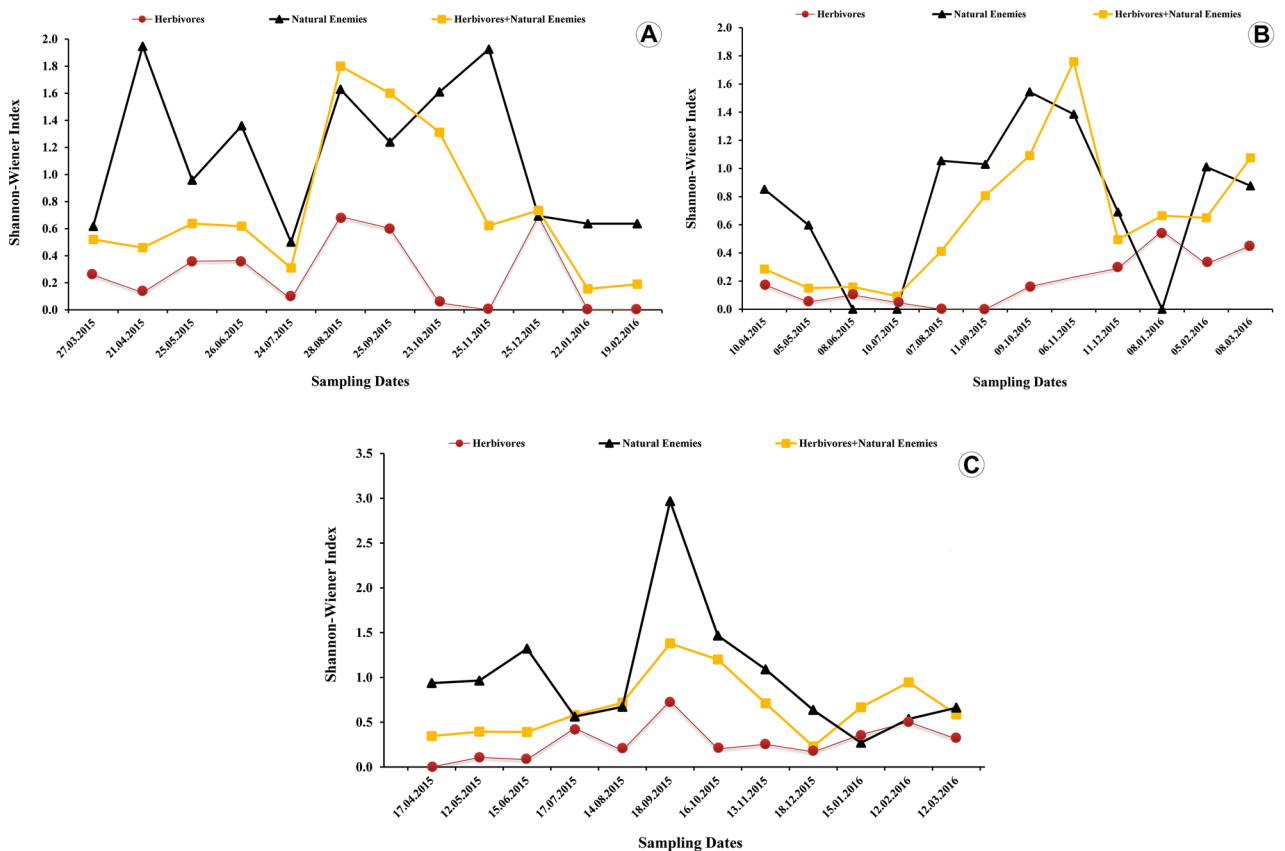 Herbivores Natural Enemies Herbivores+Natural Enemies
A
Shannon-Wiener Index
2.0
1.8
1.6
1.4
1.2
1.0
0.8
0.6
0.4
0.2
0.0
27.03.2015 21.04.2015 25.05.2015 26.06.2015 24.07.2015 28.08.2015 25.09.2015 23.10.2015 25.11.2015 25.12.2015 22.01.2016 19.02.2016
Sampling Dates
Herbivores Natural Enemies Herbivores+Natural Enemies
B
Shannon-Wiener Index
2.0
1.8
1.6
1.4
1.2
1.0
0.8
0.6
0.4
0.2
0.0
10.04.2015 05.05.2015 08.06.2015 10.07.2015 07.08.2015 11.09.2015 09.10.2015 06.11.2015 11.12.2015 08.01.2016 05.02.2016 08.03.2016
Sampling Dates
Herbivores Natural Enemies Herbivores+Natural Enemies
C
Shannon-Wiener Index
3.5
3.0
2.5
2.0
1.5
1.0
0.5
0.0
17.04.2015 12.05.2015 15.06.2015 17.07.2015 14.08.2015 18.09.2015 16.10.2015 13.11.2015 18.12.2015 15.01.2016 12.02.2016 12.03.2016
Sampling Dates